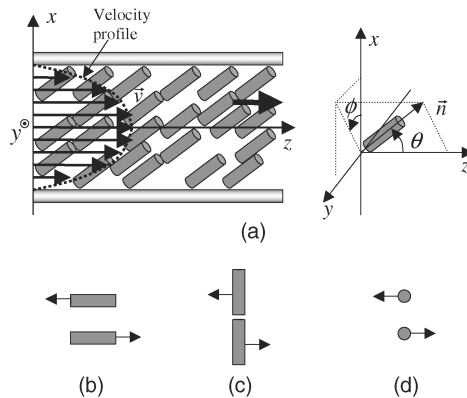 Velocity
profile
x
v⃗
y
z
x
ϕ
n⃗
θ
y
z
(a)
(b)
(c)
(d)